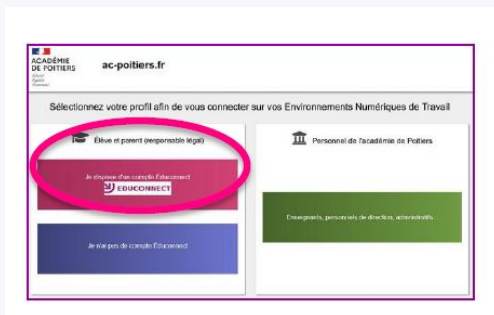 ACADÉMIE
DE POITIERS
ac-poitiers.fr
Sélectionnez votre profil afin de vous connecter sur vos Environnements Numériques de Travail
Élève et parent (responsable légal)
Je dispose d'un compte Educonnect
EDUCONNECT
Je n'ai pas de compte Educonnect
Personnel de l'académie de Poitiers
Enseignants, personnels de direction, administratifs...